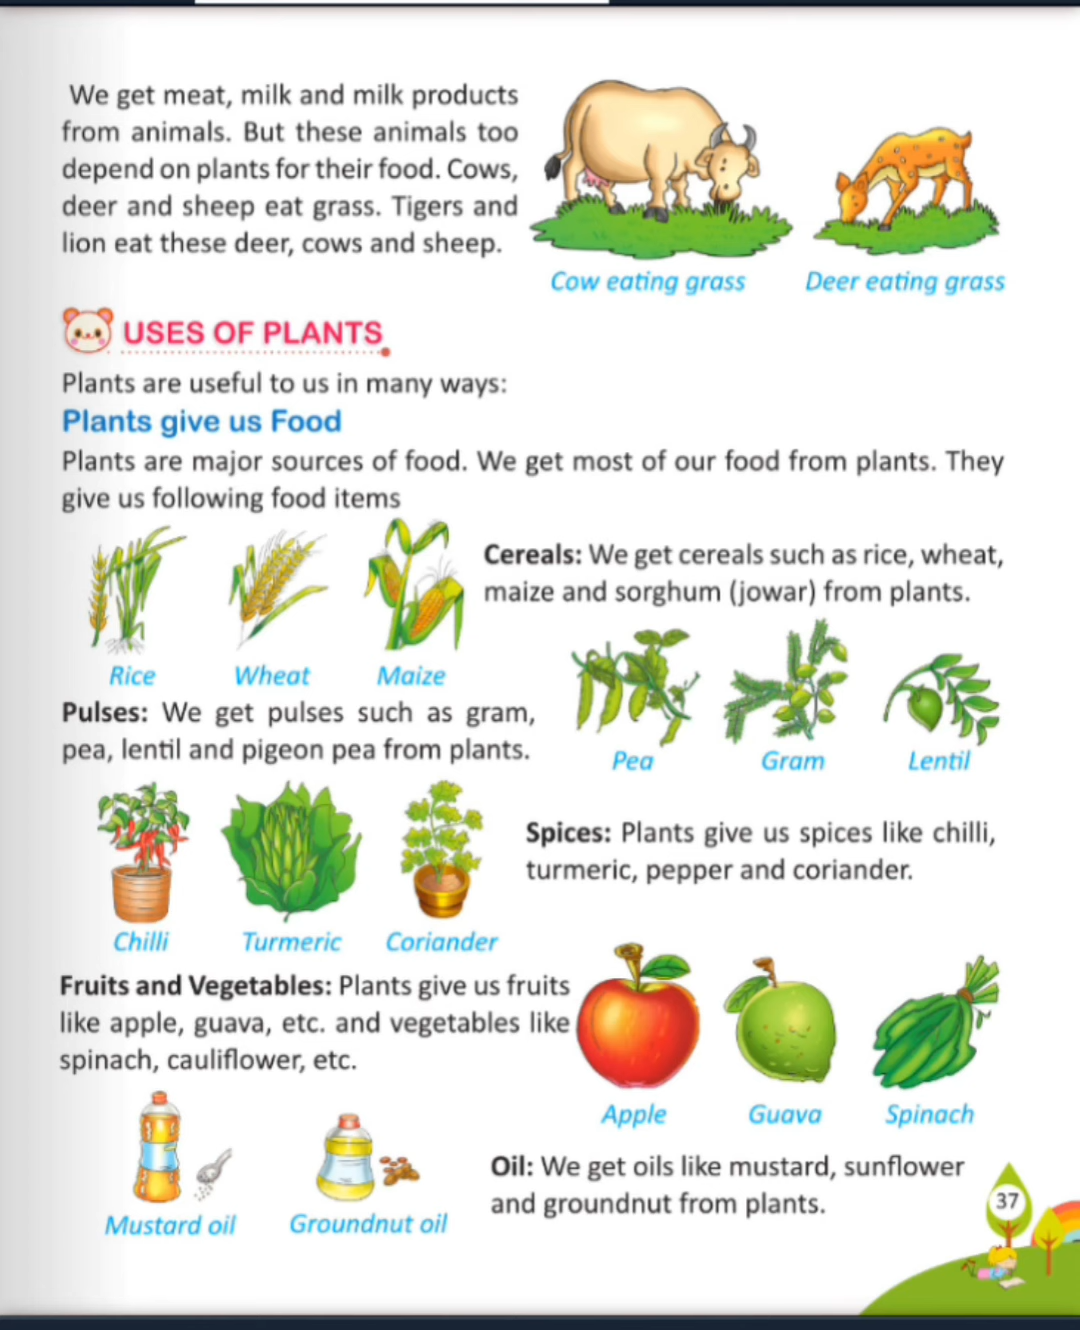 We get meat, milk and milk products
from animals. But these animals too
depend on plants for their food. Cows,
deer and sheep eat grass. Tigers and
lion eat these deer, cows and sheep.
Cow eating grass
Deer eating grass
USES OF PLANTS
Plants are useful to us in many ways:
Plants give us Food
Plants are major sources of food. We get most of our food from plants. They
give us following food items
Cereals: We get cereals such as rice, wheat,
maize and sorghum (jowar) from plants.
Rice
Wheat
Maize
Pulses: We get pulses such as gram,
pea, lentil and pigeon pea from plants.
Pea
Gram
Lentil
Spices: Plants give us spices like chilli,
turmeric, pepper and coriander.
Chilli
Turmeric
Coriander
Fruits and Vegetables: Plants give us fruits
like apple, guava, etc. and vegetables like
spinach, cauliflower, etc.
Apple
Guava
Spinach
Oil: We get oils like mustard, sunflower
and groundnut from plants.
Mustard oil
Groundnut oil
37